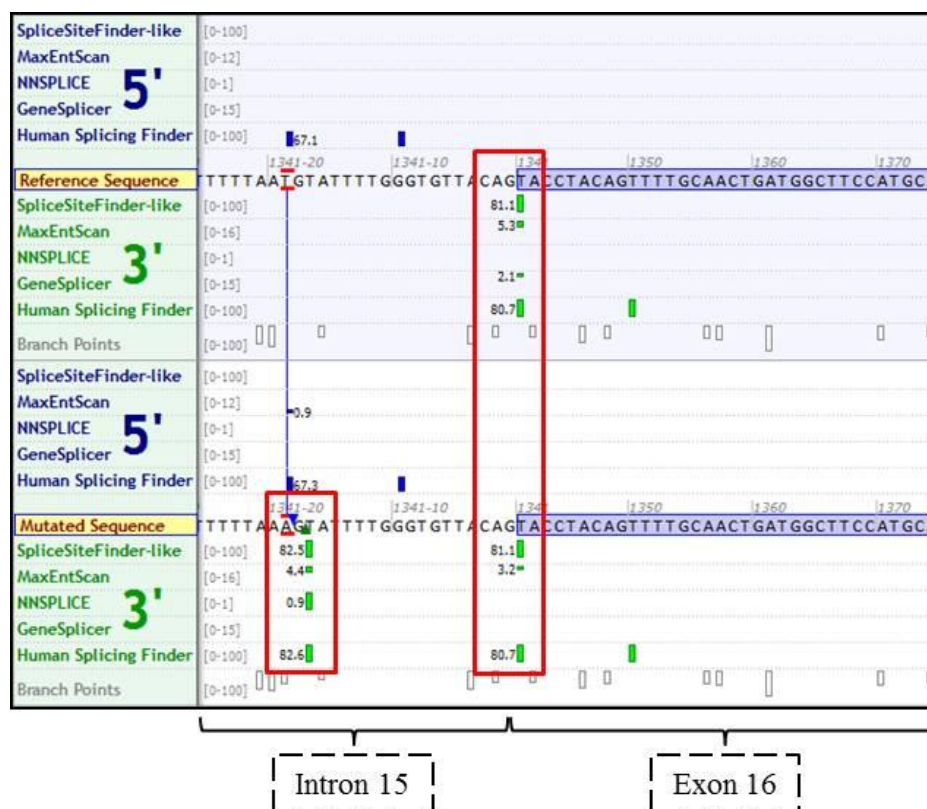 SpliceSiteFinder-like [0-100]
MaxEntScan [0-12]
NNSPLICE [0-1]
5'
GeneSplicer [0-15]
Human Splicing Finder [0-100] 67.1
1341-20 1341-10 1341 1350 1360 1370
Reference Sequence TTTTTAATGTATTTTGGGTGTTACAGTACCTACAGTTTTGCAACTGATGGCTTCCATGC
SpliceSiteFinder-like [0-100] 81.1
MaxEntScan [0-16] 5.3
NNSPLICE [0-1]
3'
GeneSplicer [0-15] 2.1
Human Splicing Finder [0-100] 80.7
Branch Points [0-100]
SpliceSiteFinder-like [0-100]
MaxEntScan [0-12] 0.9
NNSPLICE [0-1]
5'
GeneSplicer [0-15]
Human Splicing Finder [0-100] 67.3
1341-20 1341-10 1341 1350 1360 1370
Mutated Sequence TTTTTAAAGTATTTTGGGTGTTACAGTACCTACAGTTTTGCAACTGATGGCTTCCATGC
SpliceSiteFinder-like [0-100] 82.5 81.1
MaxEntScan [0-16] 4.4 3.2
NNSPLICE [0-1] 0.9
3'
GeneSplicer [0-15]
Human Splicing Finder [0-100] 82.6 80.7
Branch Points [0-100]
Intron 15 Exon 16